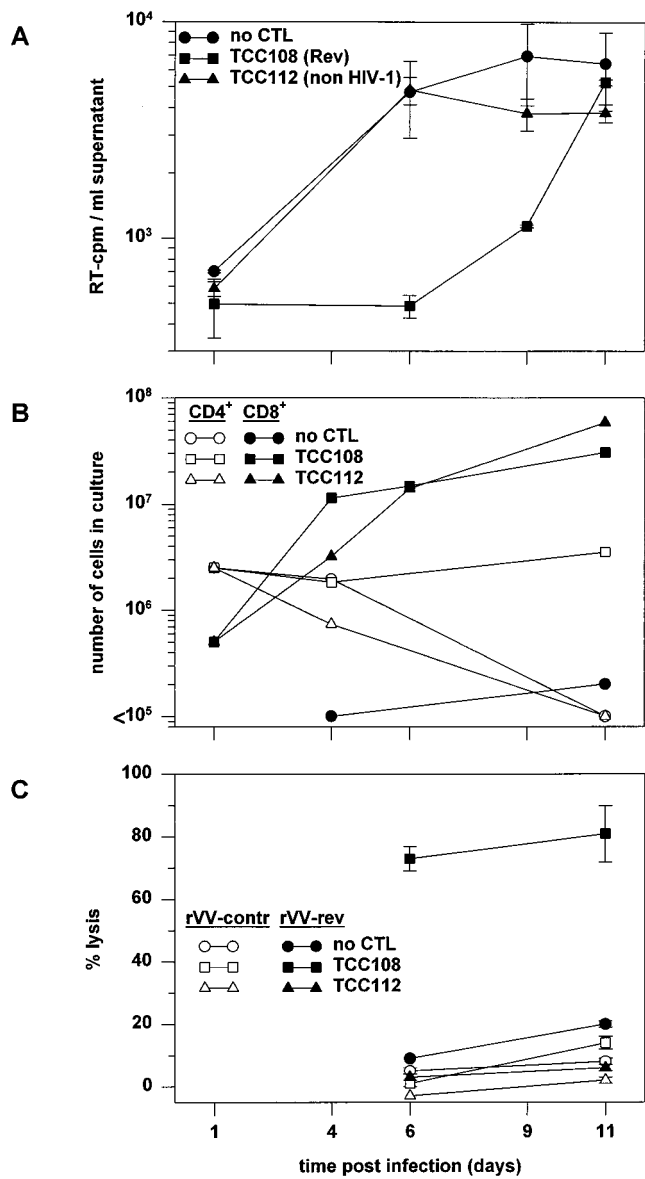 A
no CTL
TCC108 (Rev)
TCC112 (non HIV-1)
10⁴
10³
RT-cpm / ml supernatant
B
CD4⁺ CD8⁺
no CTL
TCC108
TCC112
10⁸
10⁷
10⁶
<10⁵
number of cells in culture
C
100
80
60
40
20
0
% lysis
rVV-contr rVV-rev
no CTL
TCC108
TCC112
1 4 6 9 11
time post infection (days)